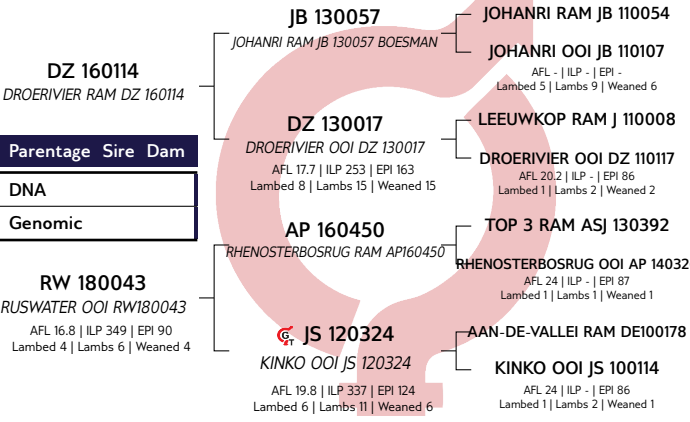 JB 130057
JOHANRI RAM JB 130057 BOESMAN
JOHANRI RAM JB 110054
JOHANRI OOI JB 110107
AFL - | ILP - | EPI -
Lambed 5 | Lambs 9 | Weaned 6
DZ 160114
DROERIVIER RAM DZ 160114
DZ 130017
DROERIVIER OOI DZ 130017
AFL 17.7 | ILP 253 | EPI 163
Lambed 8 | Lambs 15 | Weaned 15
LEEUWKOP RAM J 110008
DROERIVIER OOI DZ 110117
AFL 20.2 | ILP - | EPI 86
Lambed 1 | Lambs 2 | Weaned 2
Parentage Sire Dam
DNA
Genomic
AP 160450
RHENOSTERBOSRUG RAM AP160450
TOP 3 RAM ASJ 130392
RHENOSTERBOSRUG OOI AP 14032
AFL 24 | ILP - | EPI 87
Lambed 1 | Lambs 1 | Weaned 1
RW 180043
RUSWATER OOI RW180043
AFL 16.8 | ILP 349 | EPI 90
Lambed 4 | Lambs 6 | Weaned 4
GT JS 120324
KINKO OOI JS 120324
AFL 19.8 | ILP 337 | EPI 124
Lambed 6 | Lambs 11 | Weaned 6
AAN-DE-VALLEI RAM DE100178
KINKO OOI JS 100114
AFL 24 | ILP - | EPI 86
Lambed 1 | Lambs 2 | Weaned 1